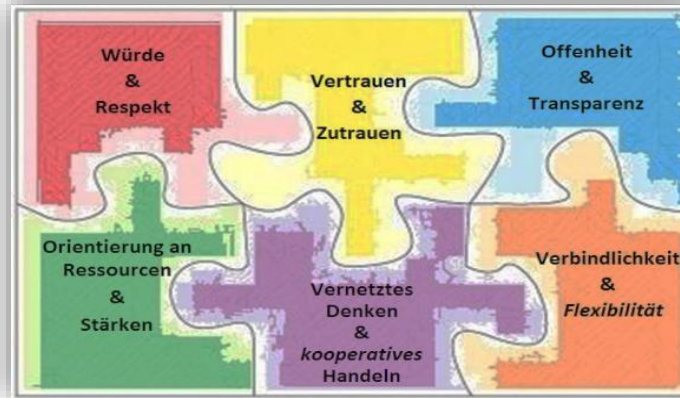 Würde
&
Respekt
Vertrauen
&
Zutrauen
Offenheit
&
Transparenz
Orientierung an
Ressourcen
&
Stärken
Vernetztes
Denken
&
kooperatives
Handeln
Verbindlichkeit
&
Flexibilität